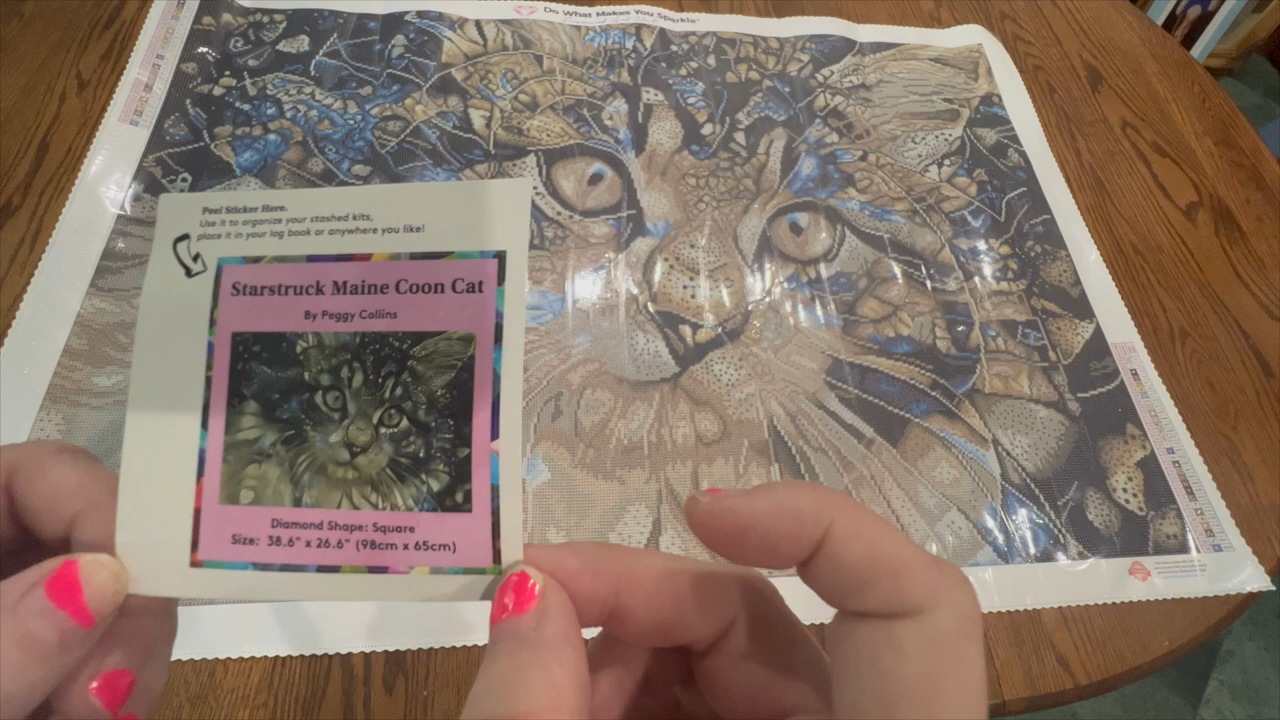 Do What Makes You Sparkle
Peel Sticker Here.
Use it to organize your stashed kits,
place it in your log book or anywhere you like!
Starstruck Maine Coon Cat
By Peggy Collins
Diamond Shape: Square
Size: 38.6" x 26.6" (98cm x 65cm)